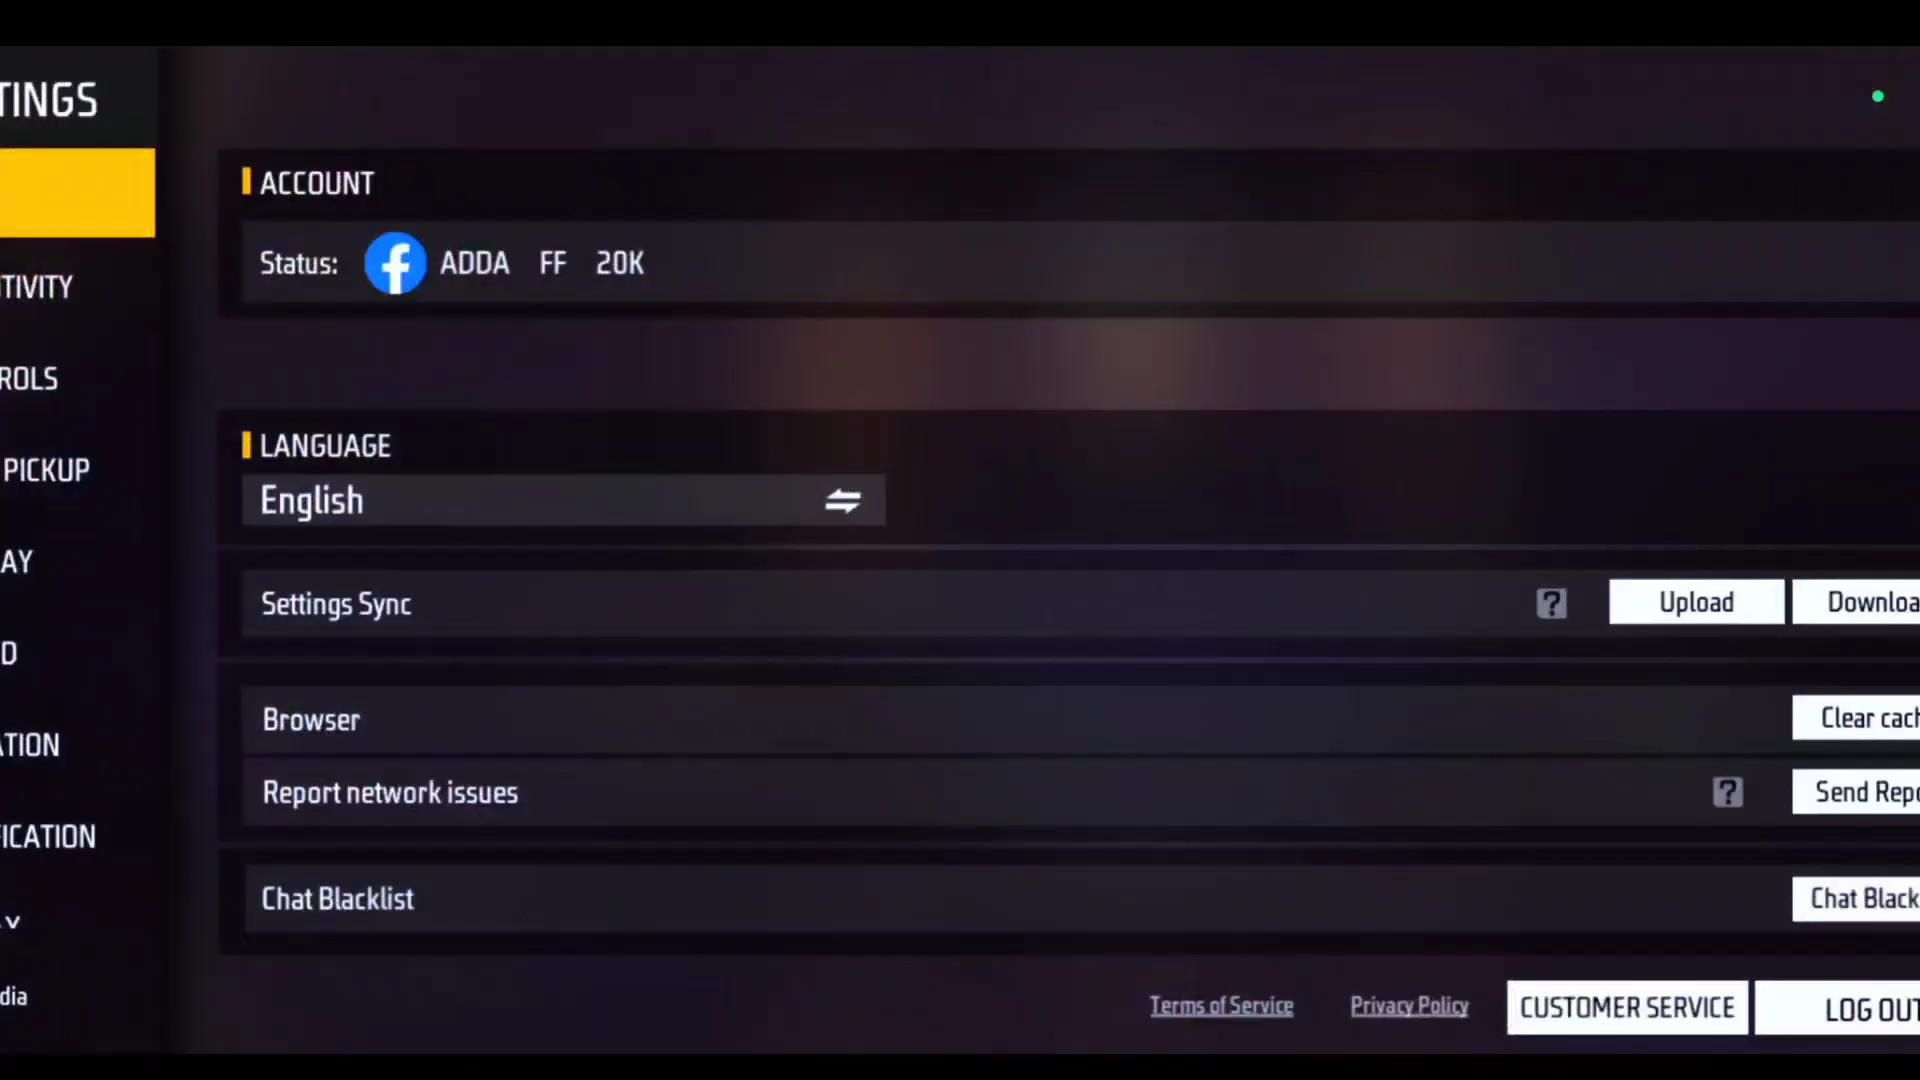 TINGS
TIVITY
ROLS
PICKUP
AY
D
ATION
ICATION
dia
ACCOUNT
Status: ADDA FF 20K
LANGUAGE
English
Settings Sync ? Upload Downloa
Browser Clear cach
Report network issues ? Send Repo
Chat Blacklist Chat Black
Terms of Service Privacy Policy CUSTOMER SERVICE LOG OUT